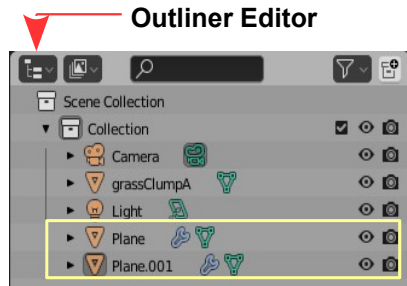 Outliner Editor
Scene Collection
Collection
Camera
grassClumpA
Light
Plane
Plane.001